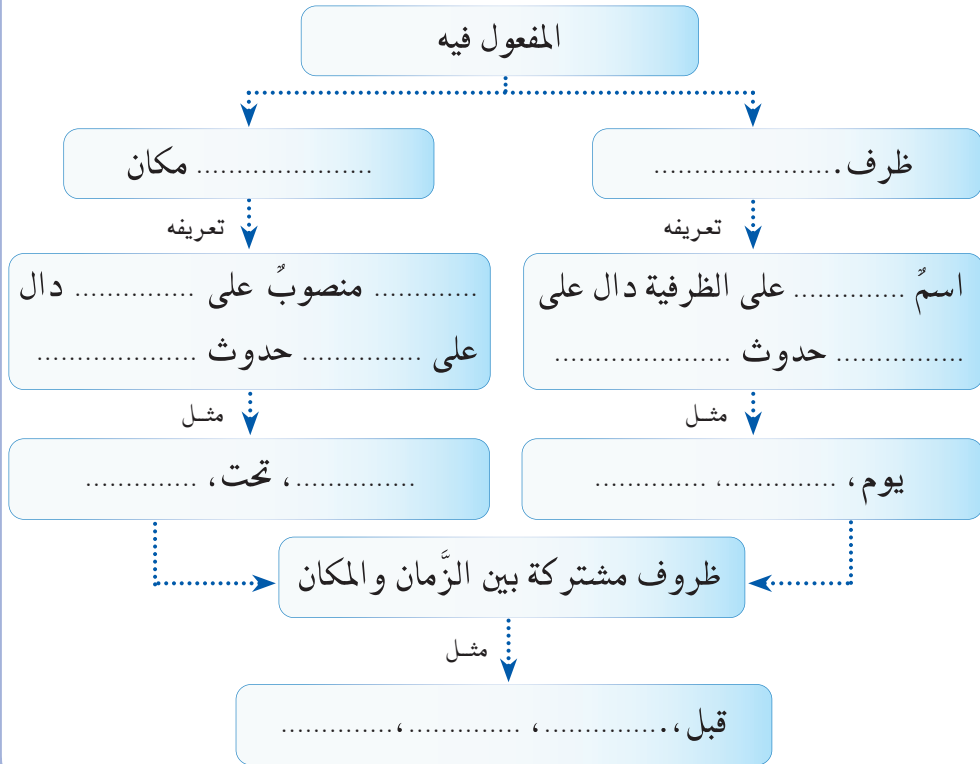 المفعول فيه
ظرف .....................
..................... مكان
تعريفه
تعريفه
اسمٌ ............. على الظرفية دال على
............... حدوث .....................
............ منصوبٌ على .............. دال
على .............. حدوث ...................
مثـل
مثـل
يوم، ..............، .............
..............، تحت، .............
ظروف مشتركة بين الزَّمان والمكان
مثـل
قبل،..............، .............،.............